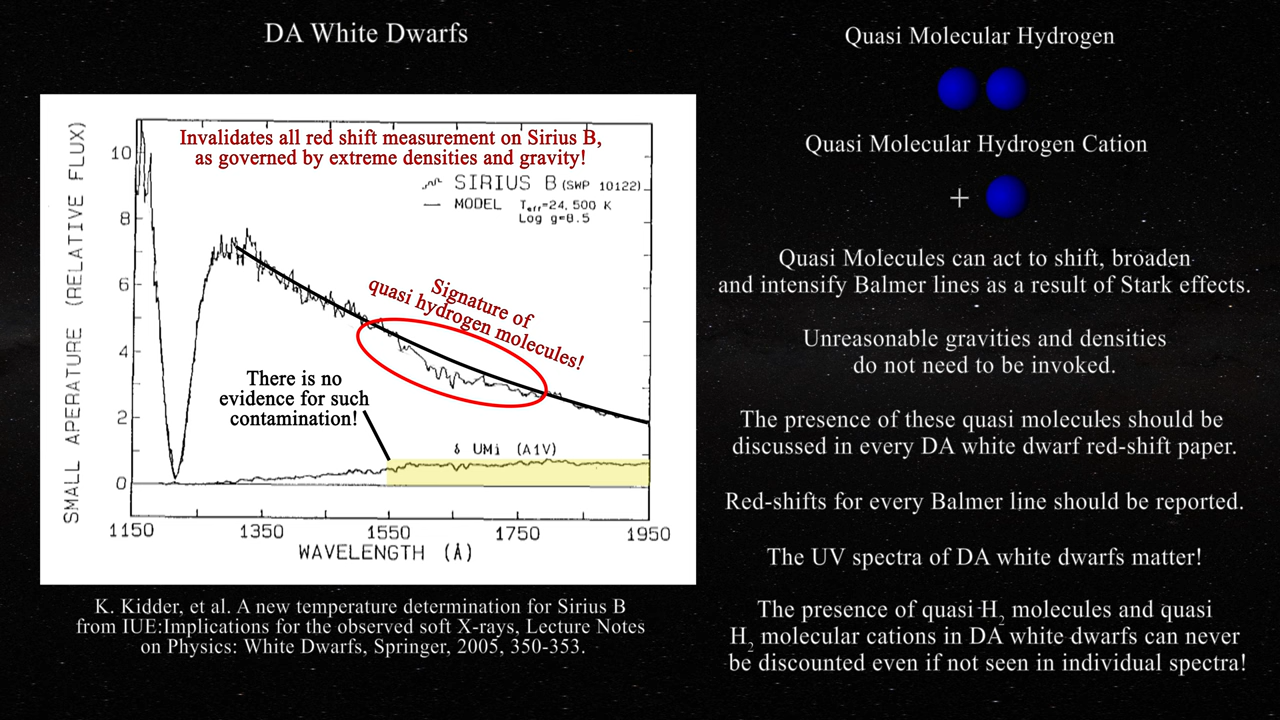 DA White Dwarfs
SMALL APERATURE (RELATIVE FLUX)
10
8
6
4
2
0
Invalidates all red shift measurement on Sirius B,
as governed by extreme densities and gravity!
SIRIUS B (SWP 10122)
MODEL Teff=24,500 K
Log g=8.5
Signature of
quasi hydrogen molecules!
There is no
evidence for such
contamination!
δ UMi (A1V)
1150 1350 1550 1750 1950
WAVELENGTH (Å)
K. Kidder, et al. A new temperature determination for Sirius B
from IUE:Implications for the observed soft X-rays, Lecture Notes
on Physics: White Dwarfs, Springer, 2005, 350-353.
Quasi Molecular Hydrogen
Quasi Molecular Hydrogen Cation
+
Quasi Molecules can act to shift, broaden
and intensify Balmer lines as a result of Stark effects.
Unreasonable gravities and densities
do not need to be invoked.
The presence of these quasi molecules should be
discussed in every DA white dwarf red-shift paper.
Red-shifts for every Balmer line should be reported.
The UV spectra of DA white dwarfs matter!
The presence of quasi H₂ molecules and quasi
H₂ molecular cations in DA white dwarfs can never
be discounted even if not seen in individual spectra!